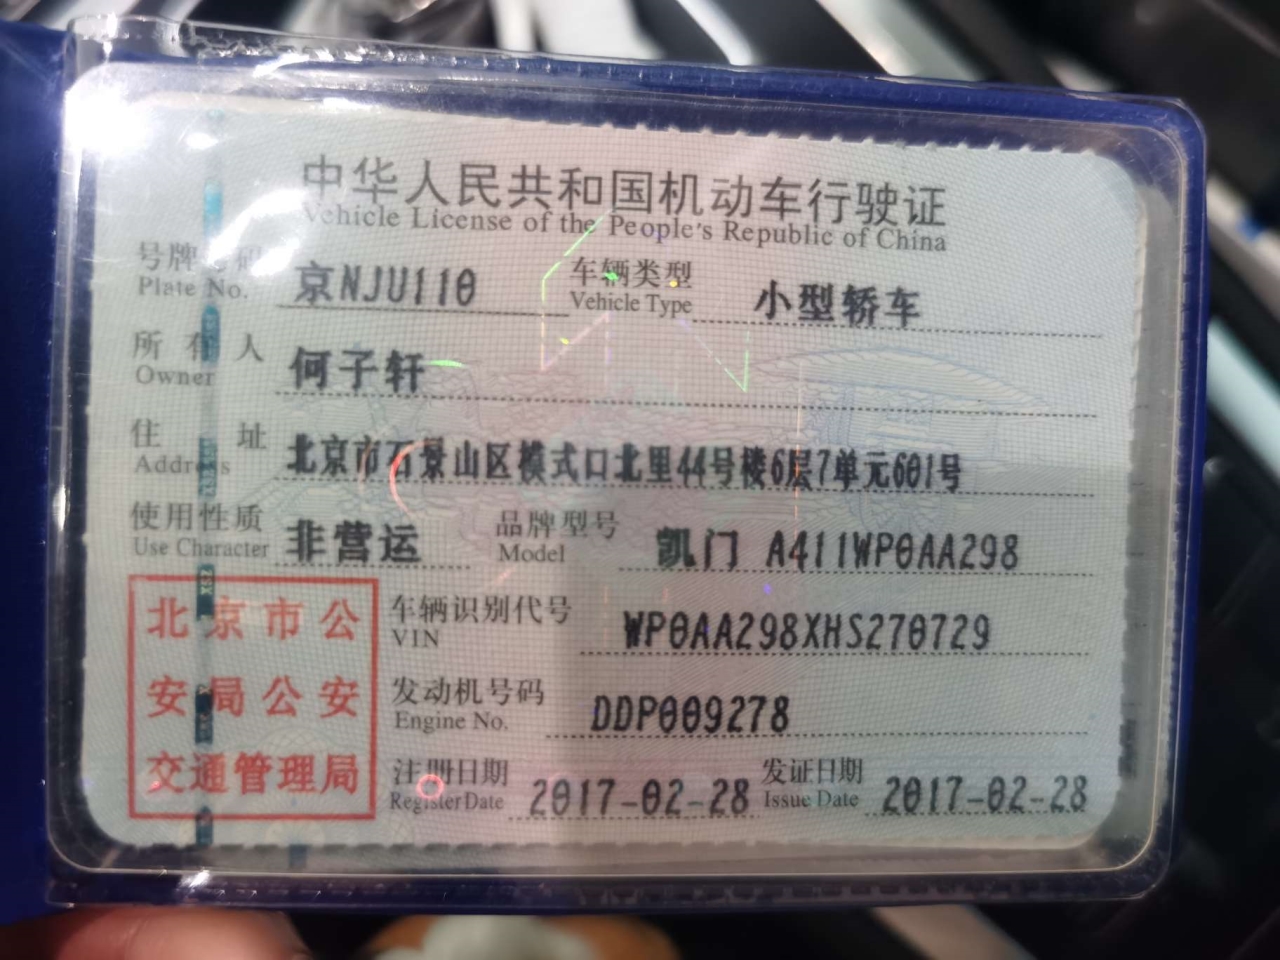 中华人民共和国机动车行驶证
Vehicle License of the People's Republic of China
号牌号码 京NJU110 车辆类型 小型轿车
Plate No. Vehicle Type
所有人 何子轩
Owner
住址 北京市石景山区模式口北里44号楼6层7单元601号
Address
使用性质 非营运 品牌型号 凯门 A411WP0AA298
Use Character Model
北京市公
安局公安
交通管理局
车辆识别代号 WP0AA298XHS270729
VIN
发动机号码 DDP009278
Engine No.
注册日期 2017-02-28 发证日期 2017-02-28
Register Date Issue Date